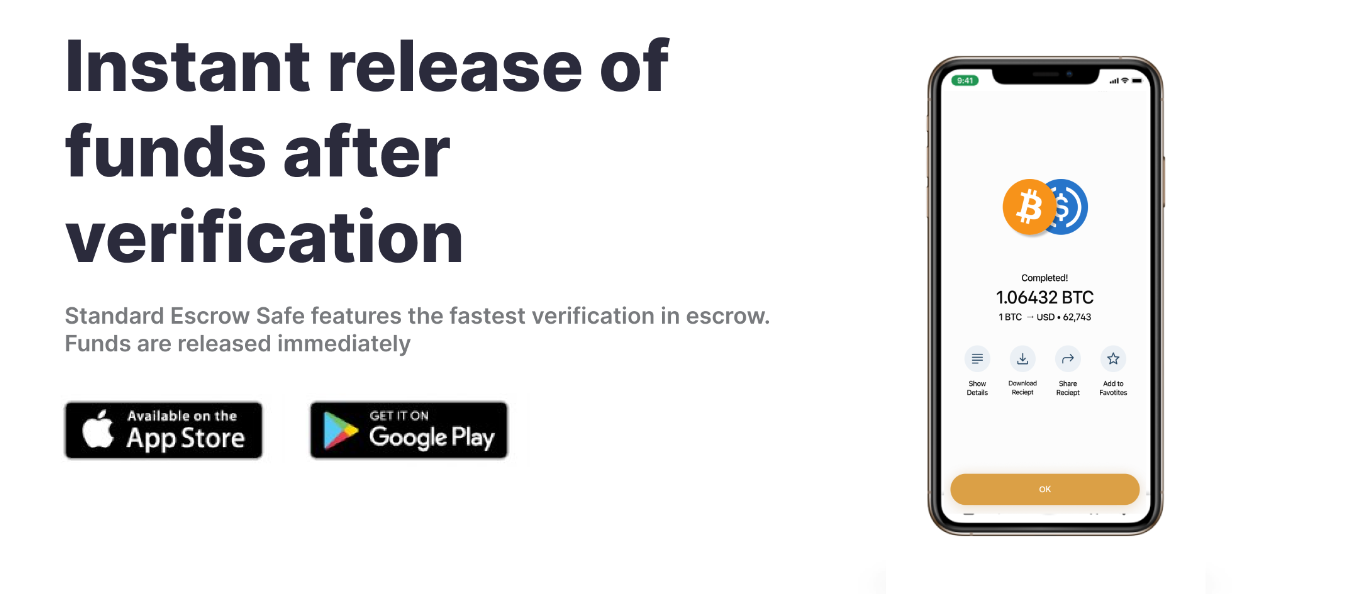 Instant release of
funds after
verification
Standard Escrow Safe features the fastest verification in escrow.
Funds are released immediately
Available on the
App Store
GET IT ON
Google Play
9:41
Completed!
1.06432 BTC
1 BTC → USD • 62,743
Show Details
Download Reciept
Share Reciept
Add to Favotites
OK